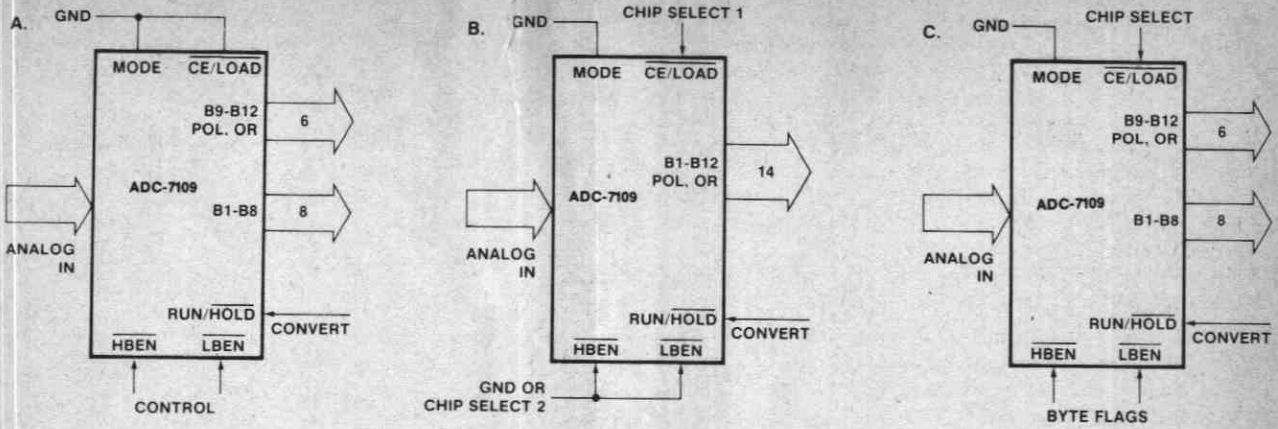 A.
GND
MODE CE/LOAD
B9-B12
POL, OR
6
ADC-7109
B1-B8
8
ANALOG
IN
RUN/HOLD
CONVERT
HBEN LBEN
CONTROL
B.
GND
CHIP SELECT 1
MODE CE/LOAD
B1-B12
POL, OR
14
ADC-7109
ANALOG
IN
RUN/HOLD
CONVERT
HBEN LBEN
GND OR
CHIP SELECT 2
C.
GND
CHIP SELECT
MODE CE/LOAD
B9-B12
POL, OR
6
ADC-7109
B1-B8
8
ANALOG
IN
RUN/HOLD
CONVERT
HBEN LBEN
BYTE FLAGS